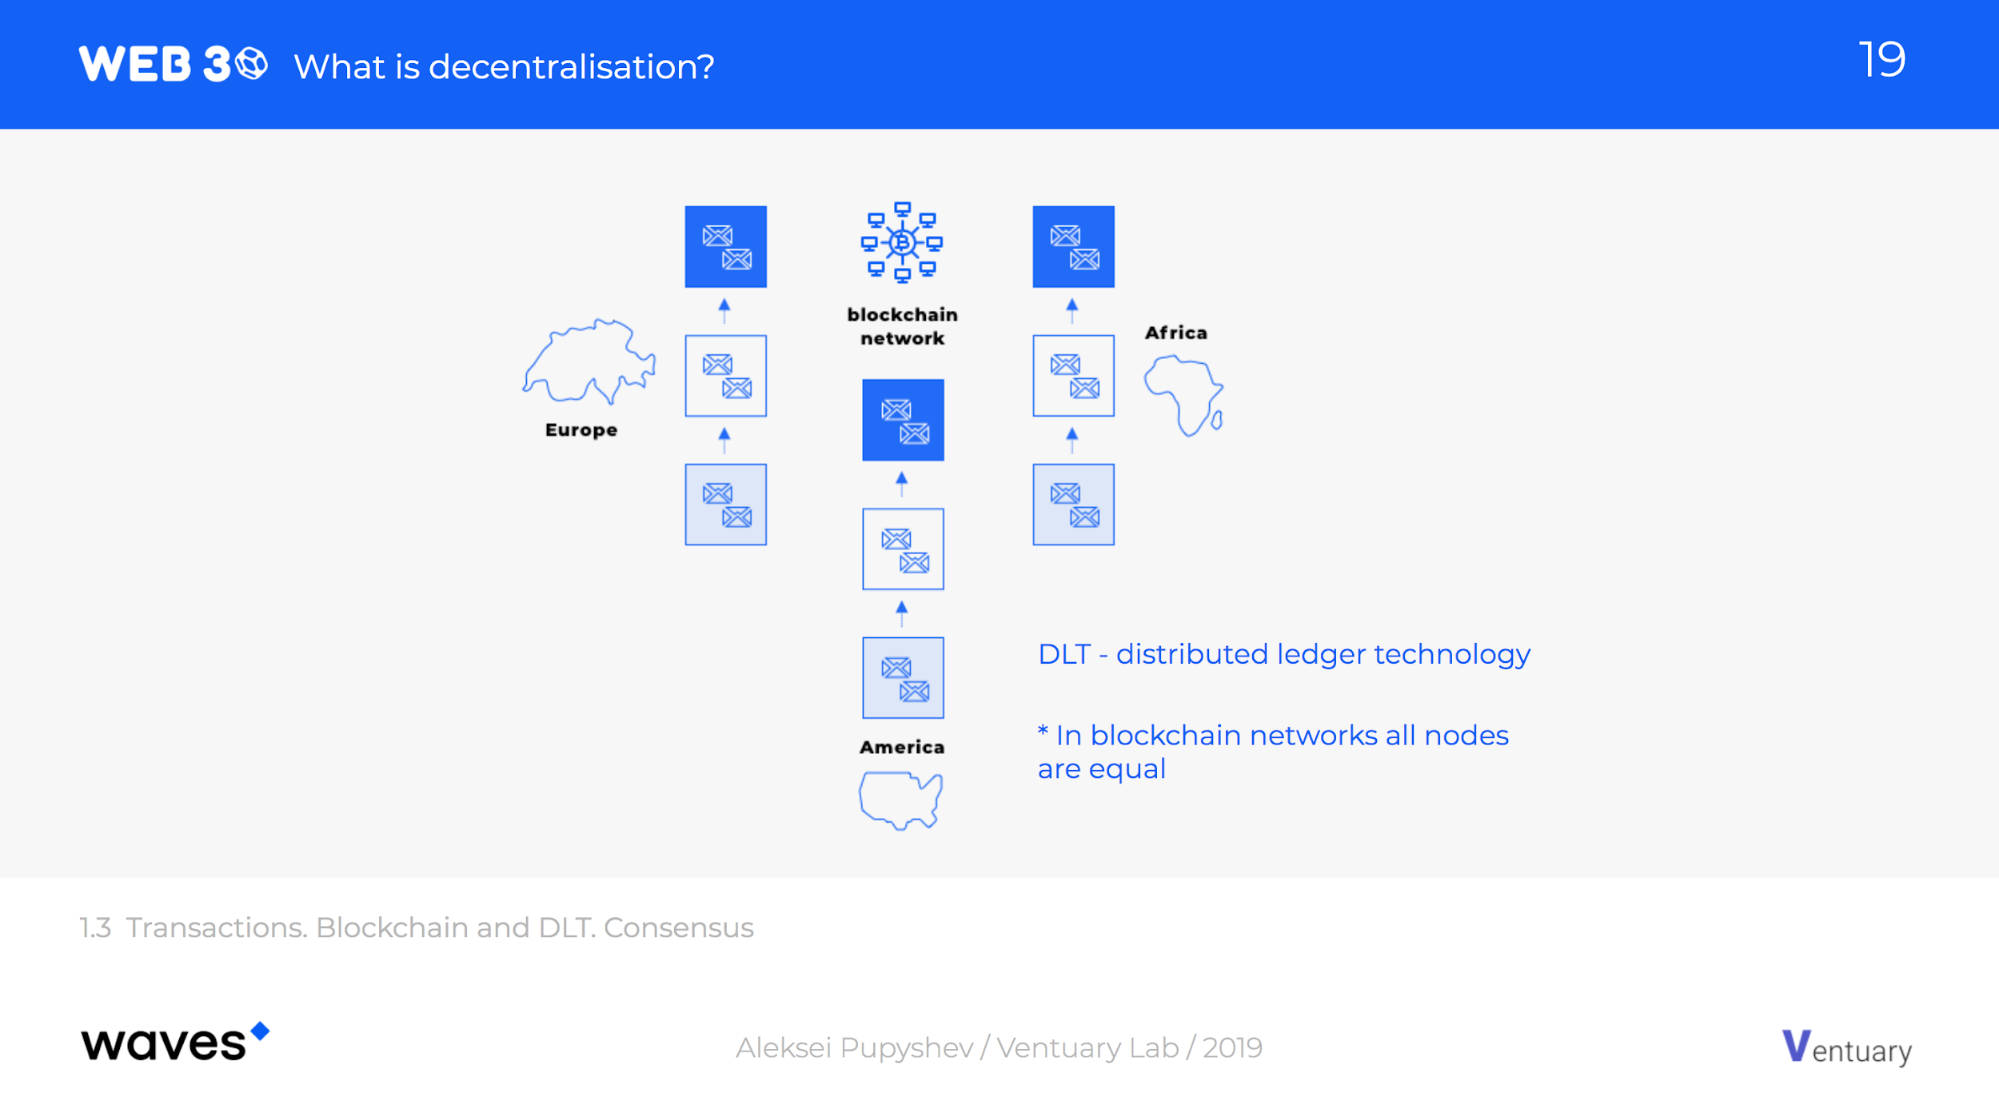 WEB 3.0
What is decentralisation?
19
blockchain
network
Africa
Europe
America
DLT - distributed ledger technology
* In blockchain networks all nodes
are equal
1.3 Transactions. Blockchain and DLT. Consensus
waves
Aleksei Pupyshev / Ventuary Lab / 2019
Ventuary